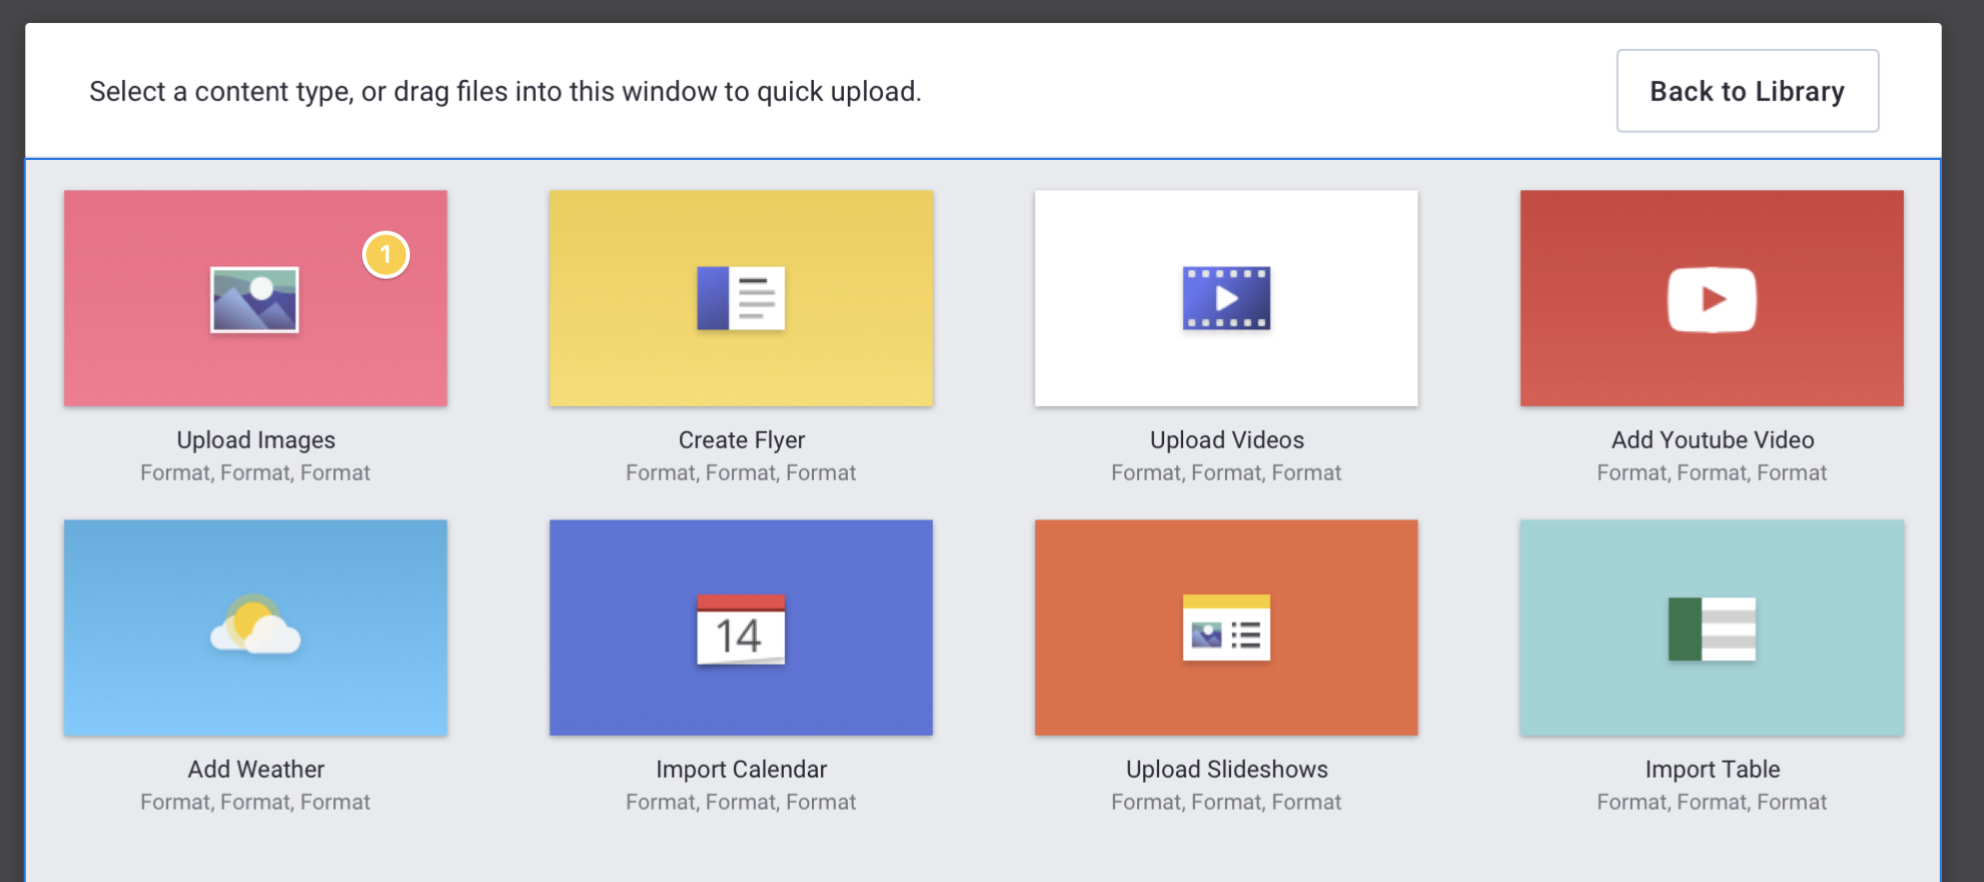 Select a content type, or drag files into this window to quick upload.
Back to Library
1
Upload Images
Format, Format, Format
Create Flyer
Format, Format, Format
Upload Videos
Format, Format, Format
Add Youtube Video
Format, Format, Format
14
Add Weather
Format, Format, Format
Import Calendar
Format, Format, Format
Upload Slideshows
Format, Format, Format
Import Table
Format, Format, Format